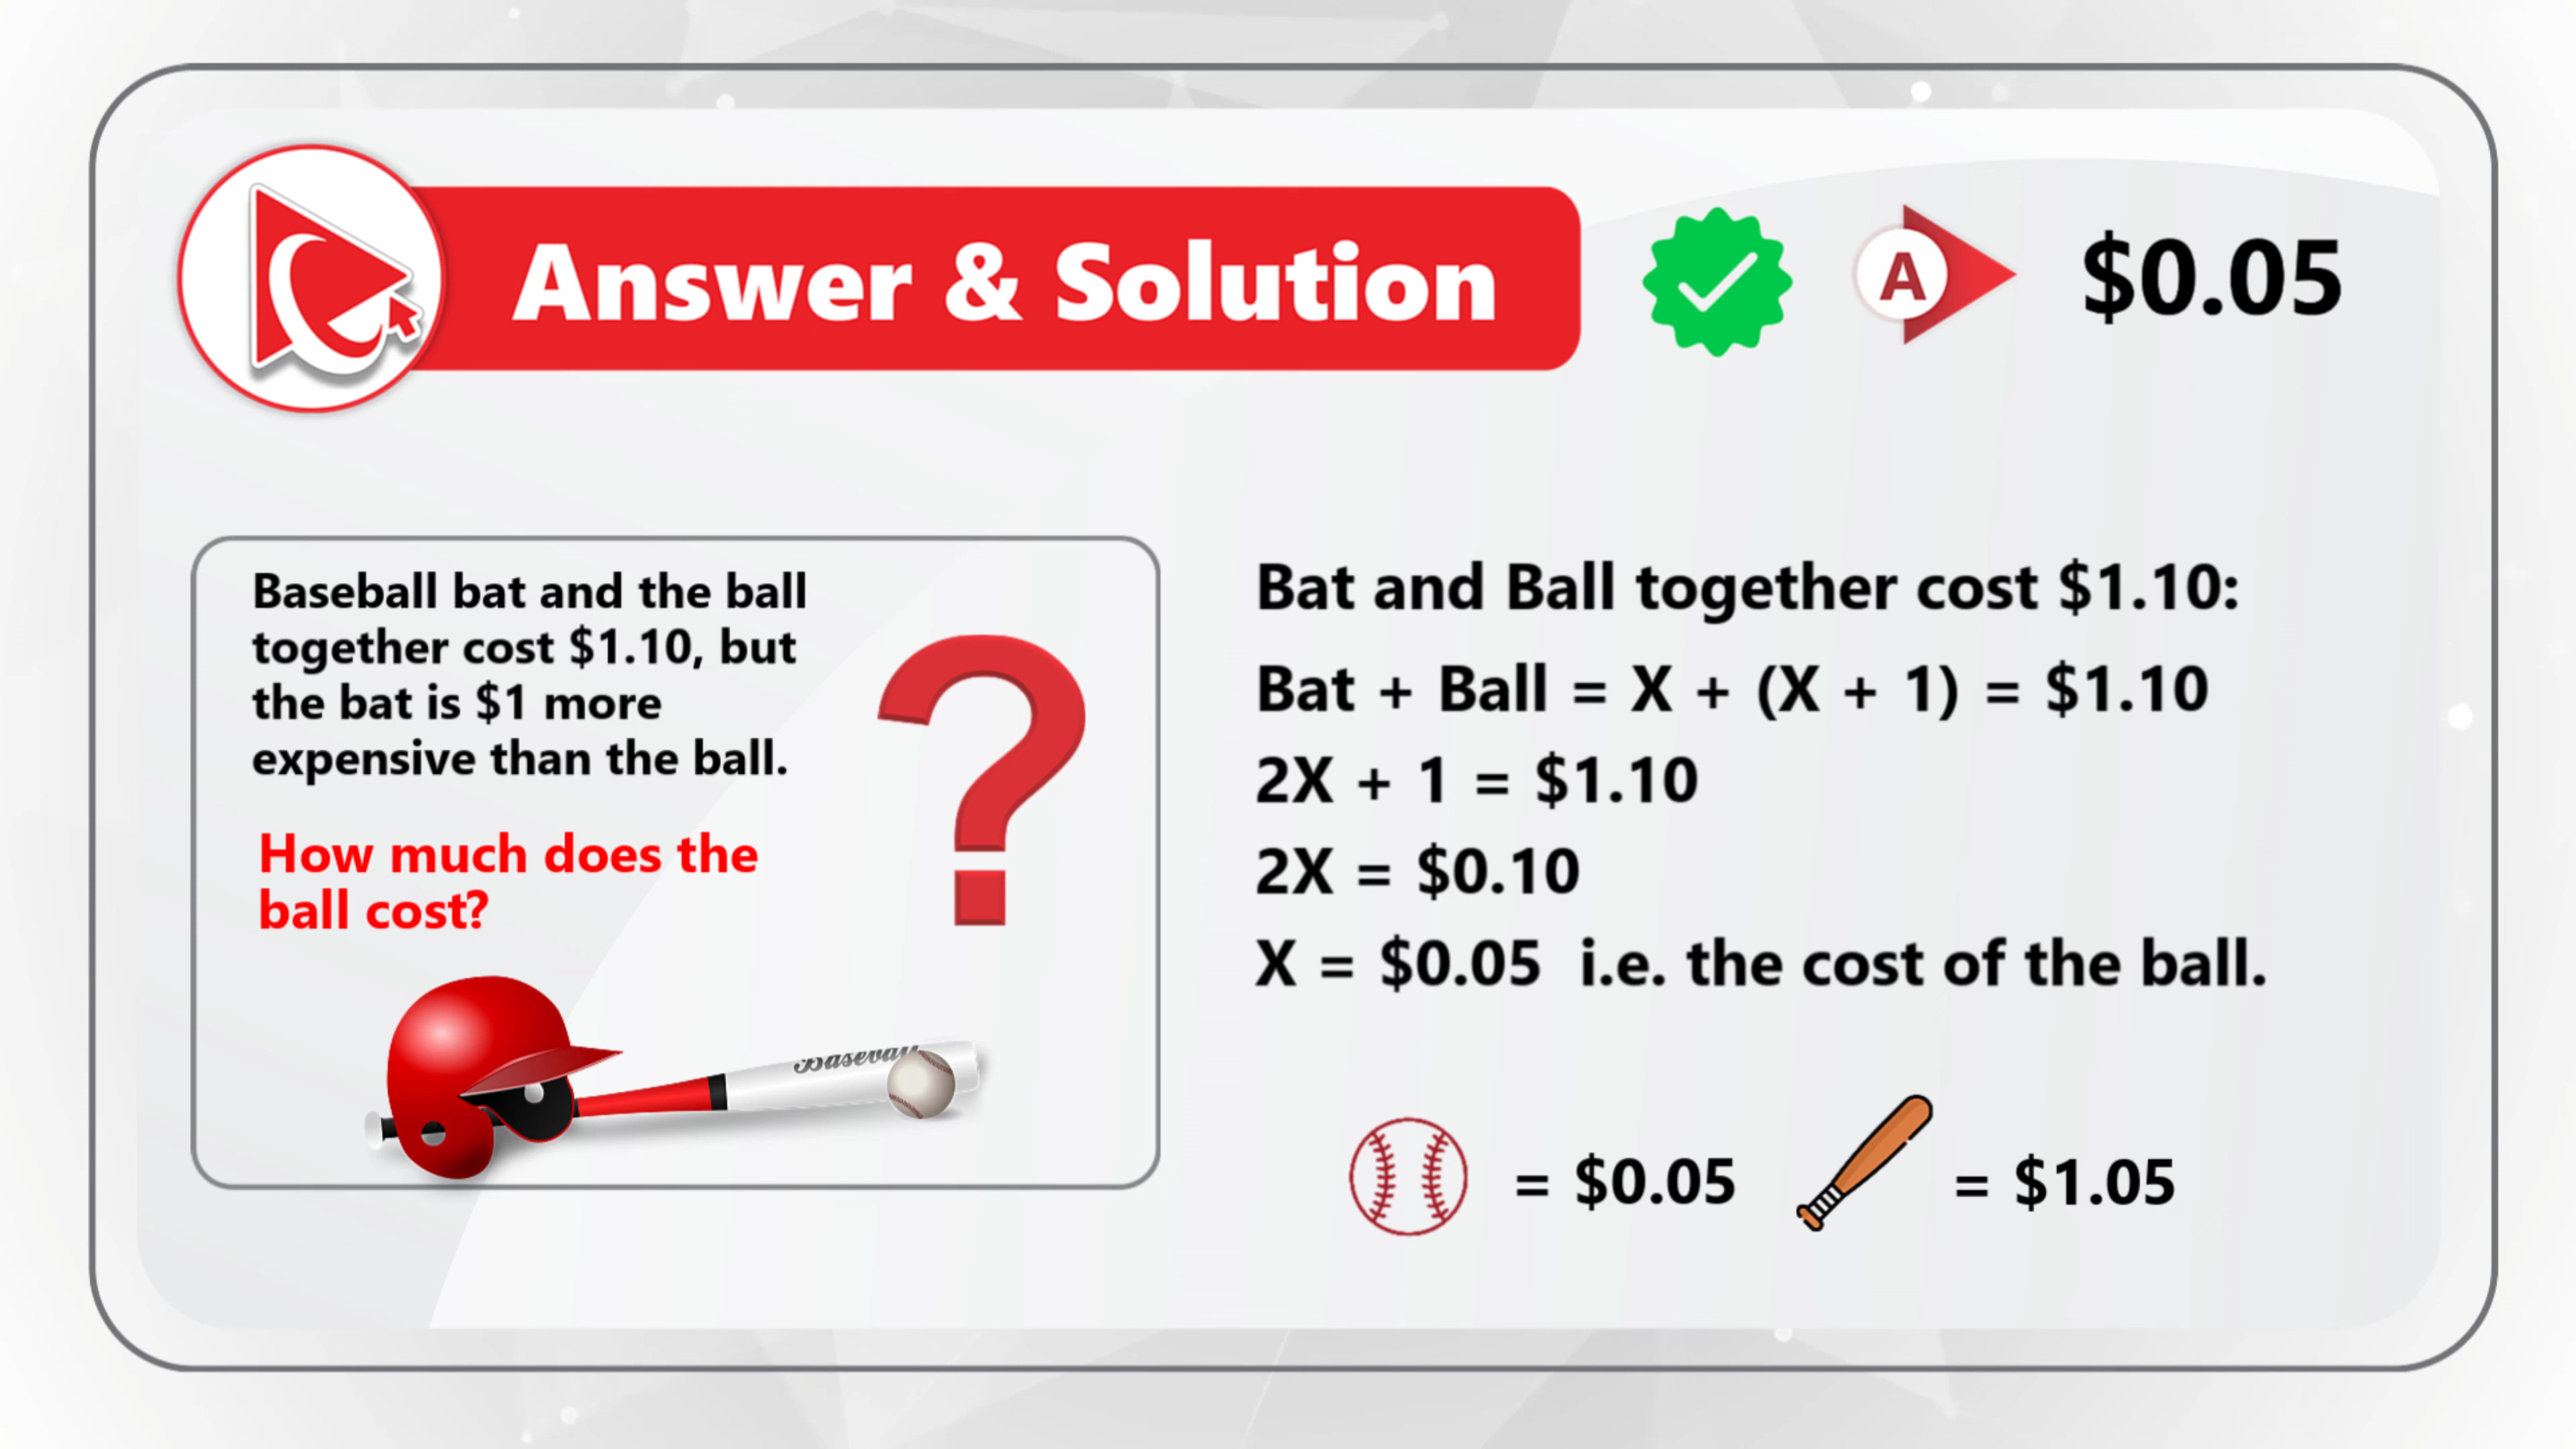 Answer & Solution
A
$0.05
Baseball bat and the ball
together cost $1.10, but
the bat is $1 more
expensive than the ball.
How much does the
ball cost?
?
Baseball
Bat and Ball together cost $1.10:
Bat + Ball = X + (X + 1) = $1.10
2X + 1 = $1.10
2X = $0.10
X = $0.05 i.e. the cost of the ball.
= $0.05
= $1.05